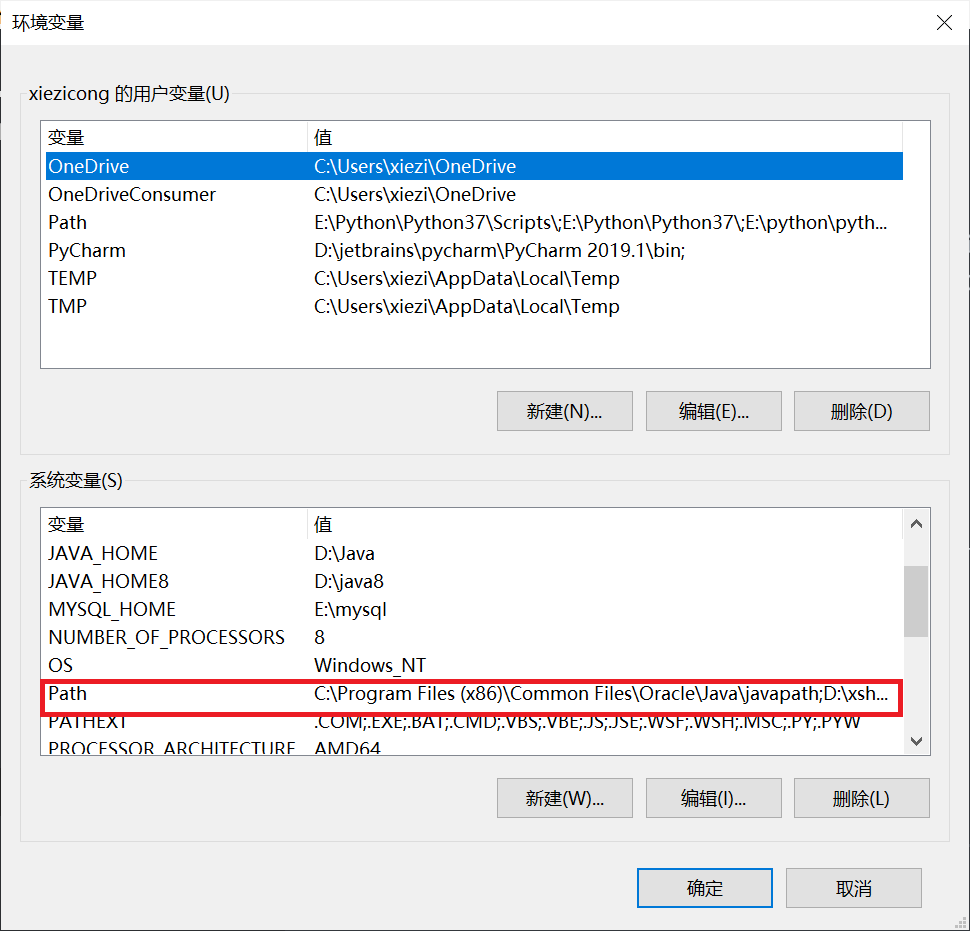 环境变量
xiezicong 的用户变量(U)
变量 值
OneDrive C:\Users\xiezi\OneDrive
OneDriveConsumer C:\Users\xiezi\OneDrive
Path E:\Python\Python37\Scripts\;E:\Python\Python37\;E:\python\pyth...
PyCharm D:\jetbrains\pycharm\PyCharm 2019.1\bin;
TEMP C:\Users\xiezi\AppData\Local\Temp
TMP C:\Users\xiezi\AppData\Local\Temp
新建(N)... 编辑(E)... 删除(D)
系统变量(S)
变量 值
JAVA_HOME D:\Java
JAVA_HOME8 D:\java8
MYSQL_HOME E:\mysql
NUMBER_OF_PROCESSORS 8
OS Windows_NT
Path C:\Program Files (x86)\Common Files\Oracle\Java\javapath;D:\xsh...
PATHEXT .COM;.EXE;.BAT;.CMD;.VBS;.VBE;.JS;.JSE;.WSF;.WSH;.MSC;.PY;.PYW
PROCESSOR_ARCHITECTURE AMD64
新建(W)... 编辑(I)... 删除(L)
确定 取消